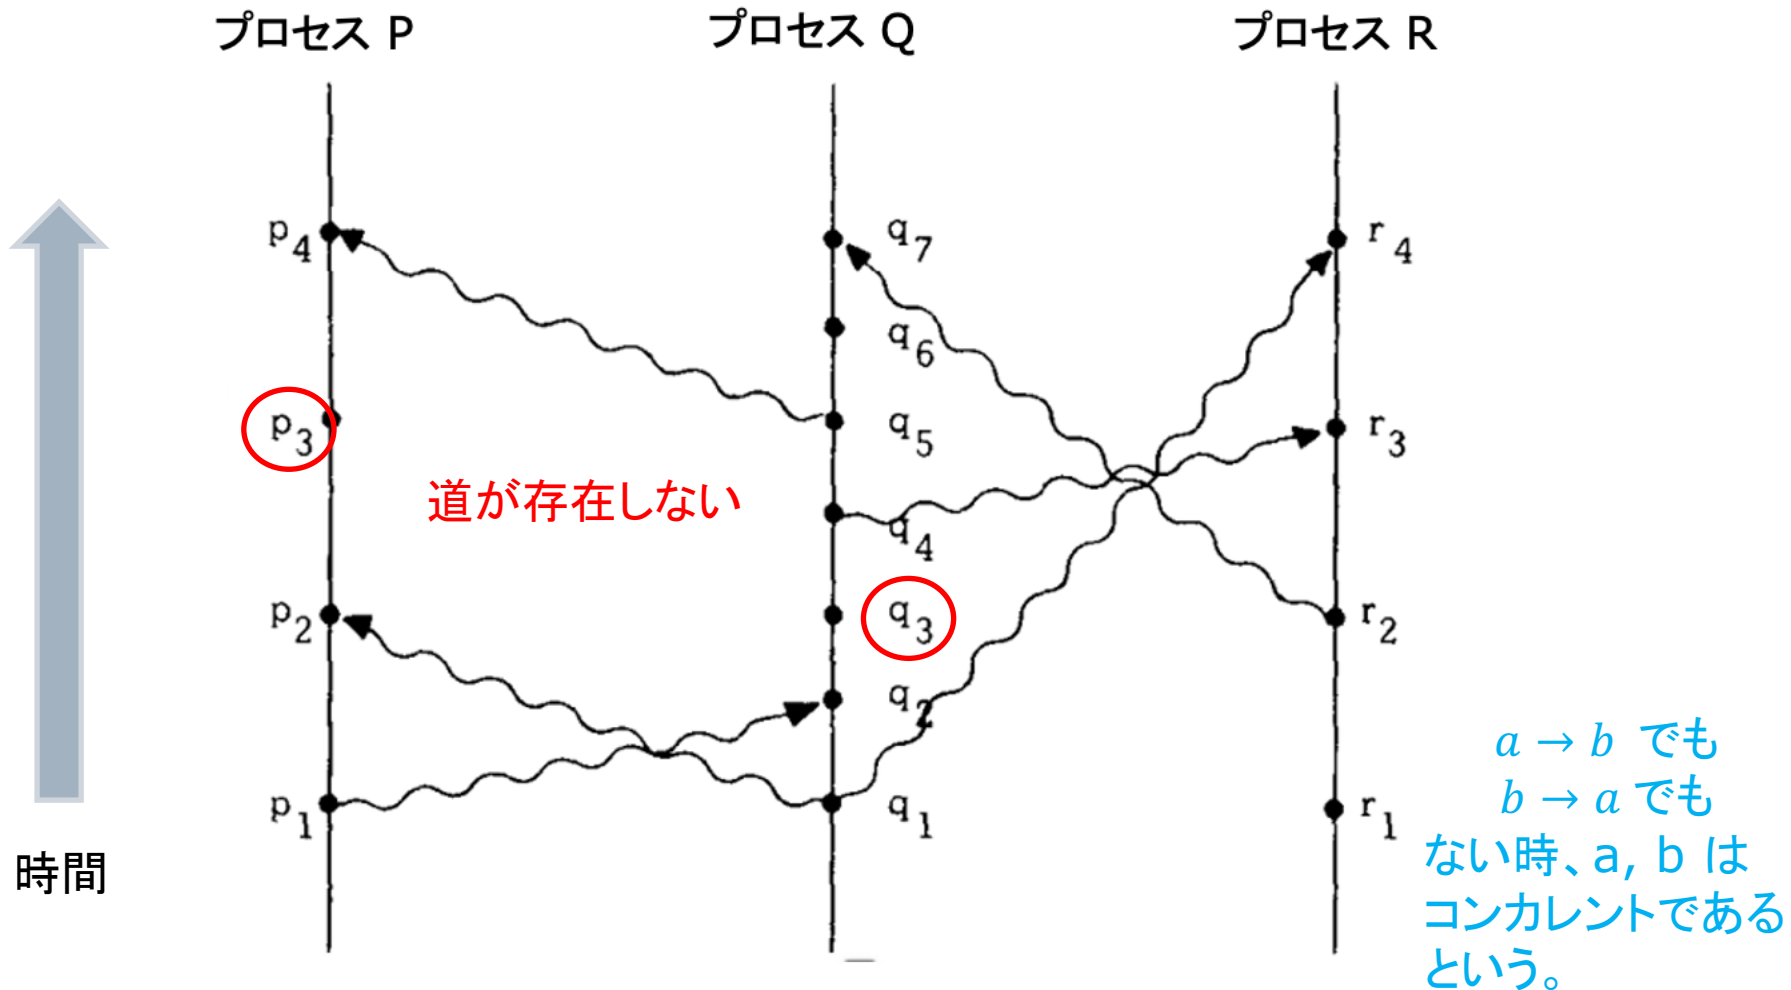 プロセス P
プロセス Q
プロセス R
p4
q7
r4
q6
p3
q5
r3
道が存在しない
q4
p2
q3
r2
q2
p1
q1
r1
時間
a → b でも
b → a でも
ない時、a, b は
コンカレントである
という。